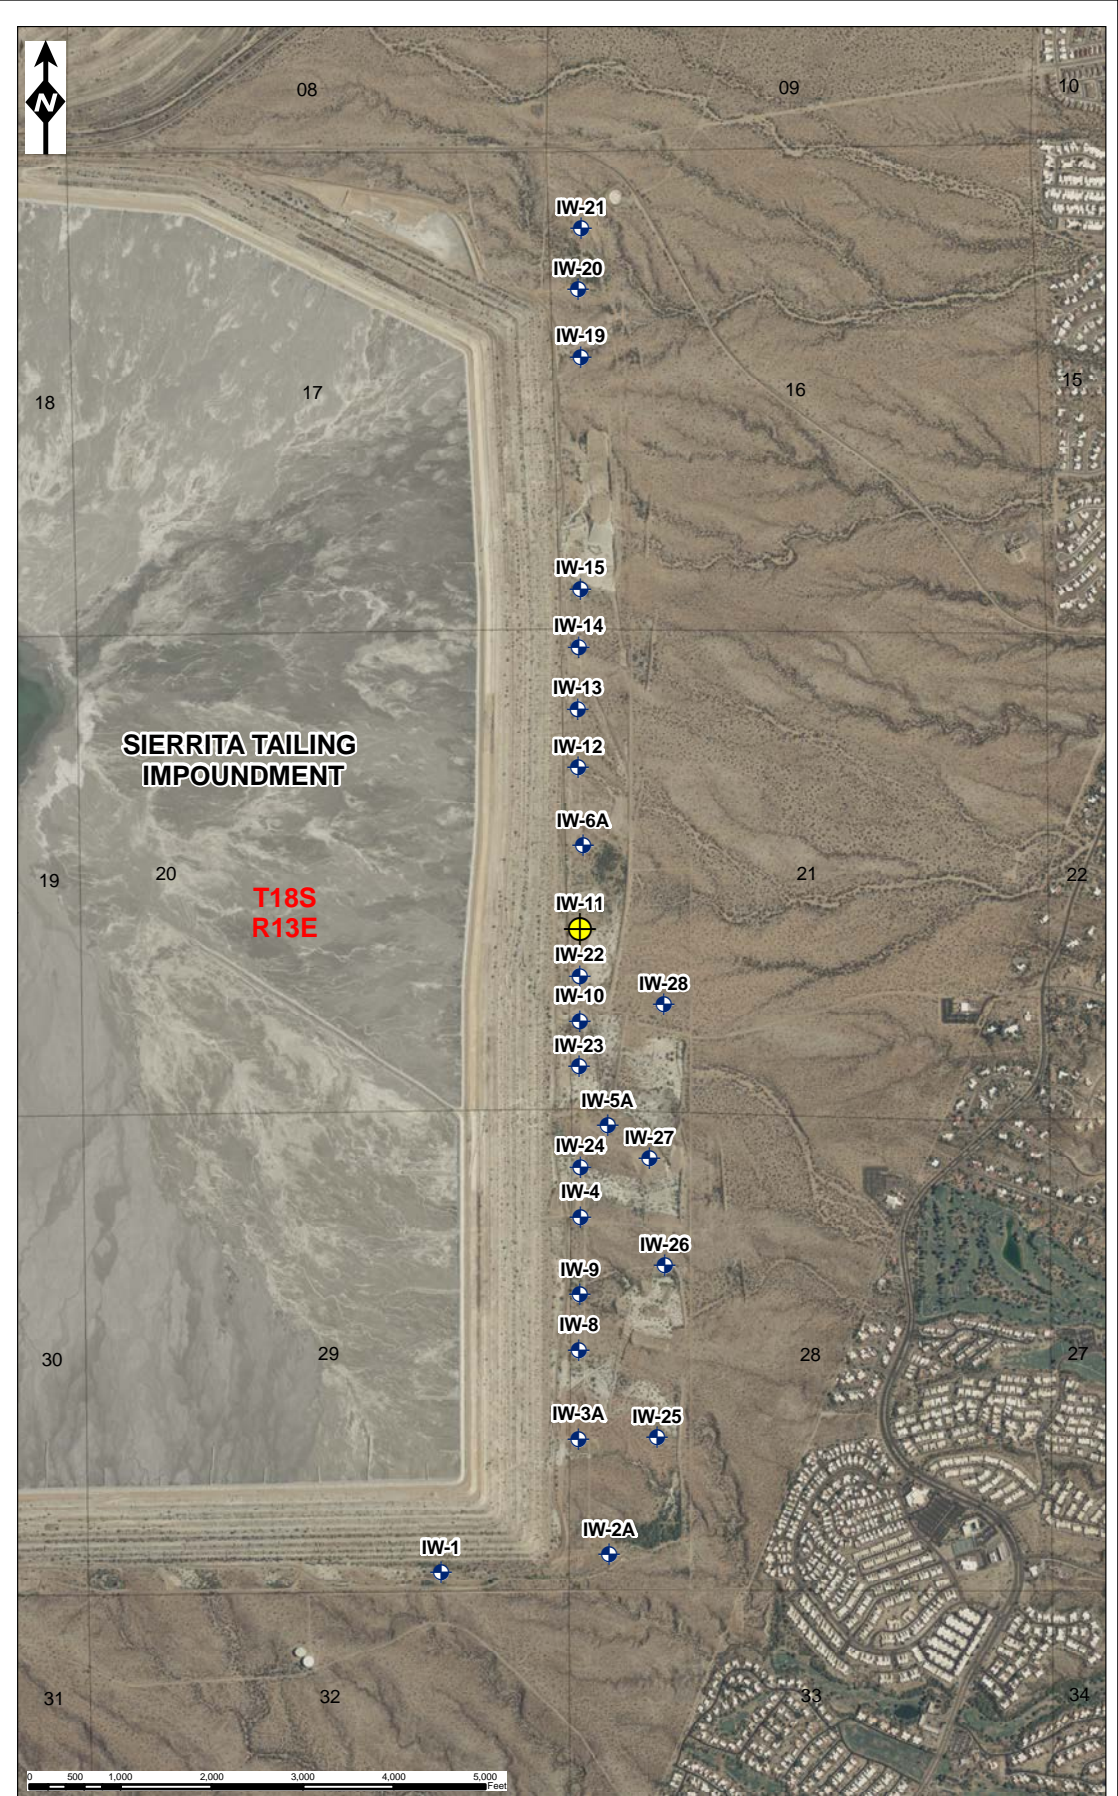 N
08
09
10
IW-21
IW-20
IW-19
18
17
16
15
IW-15
IW-14
IW-13
IW-12
SIERRITA TAILING
IMPOUNDMENT
IW-6A
19
20
21
22
T18S
R13E
IW-11
IW-22
IW-28
IW-10
IW-23
IW-5A
IW-27
IW-24
IW-4
IW-26
IW-9
IW-8
30
29
28
27
IW-3A
IW-25
IW-2A
IW-1
31
32
33
34
0 500 1,000 2,000 3,000 4,000 5,000
Feet